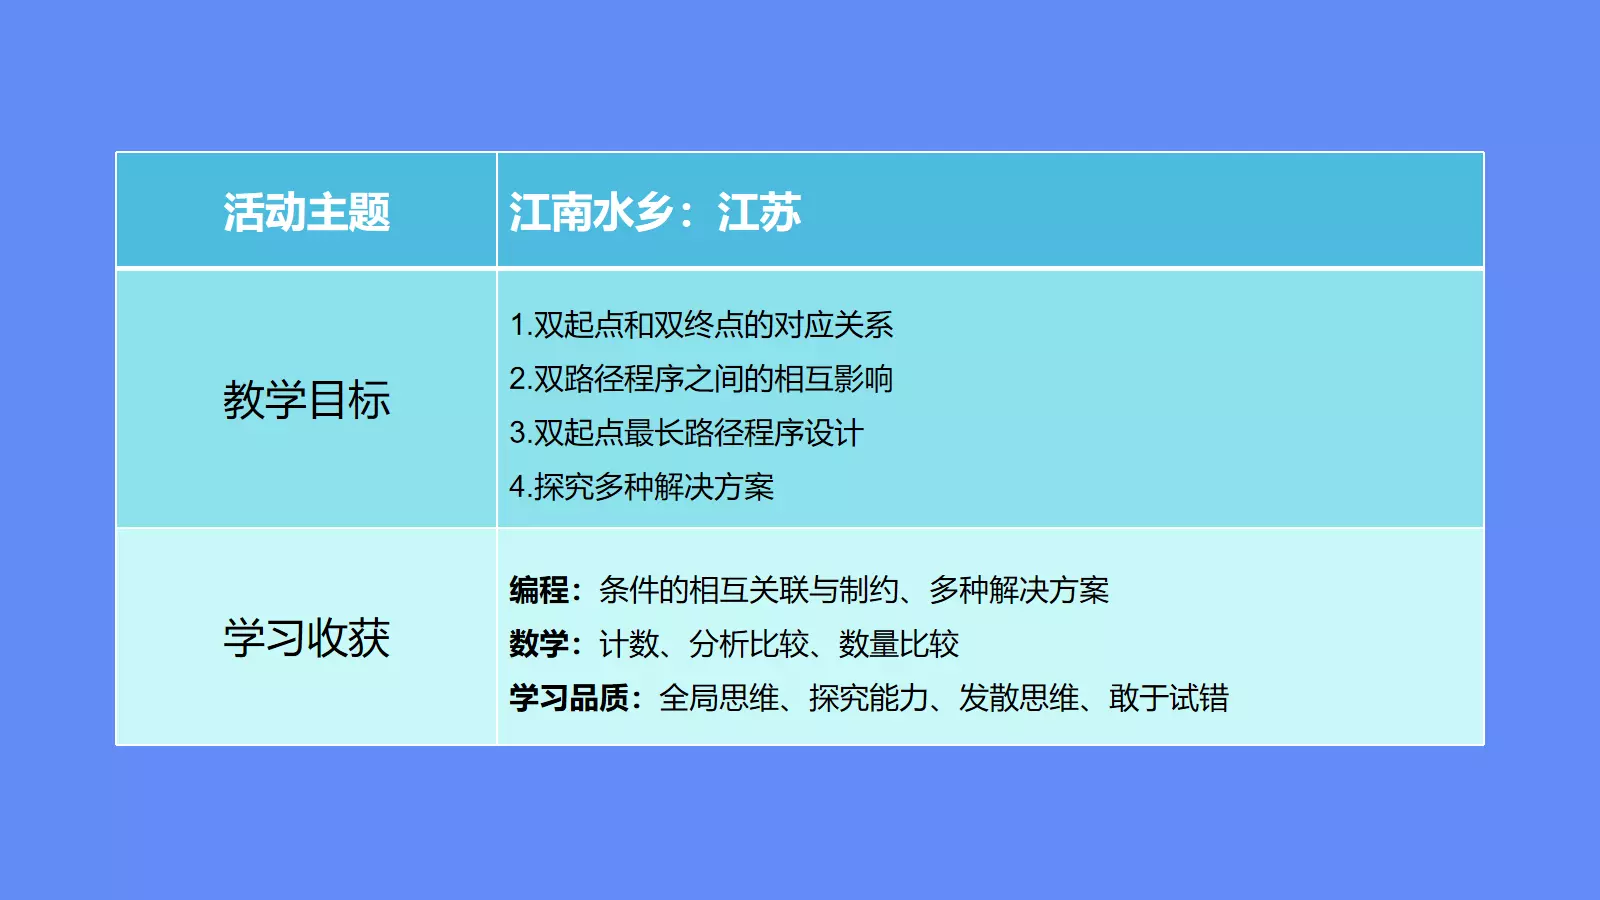 活动主题
江南水乡：江苏
教学目标
1.双起点和双终点的对应关系
2.双路径程序之间的相互影响
3.双起点最长路径程序设计
4.探究多种解决方案
学习收获
编程：条件的相互关联与制约、多种解决方案
数学：计数、分析比较、数量比较
学习品质：全局思维、探究能力、发散思维、敢于试错